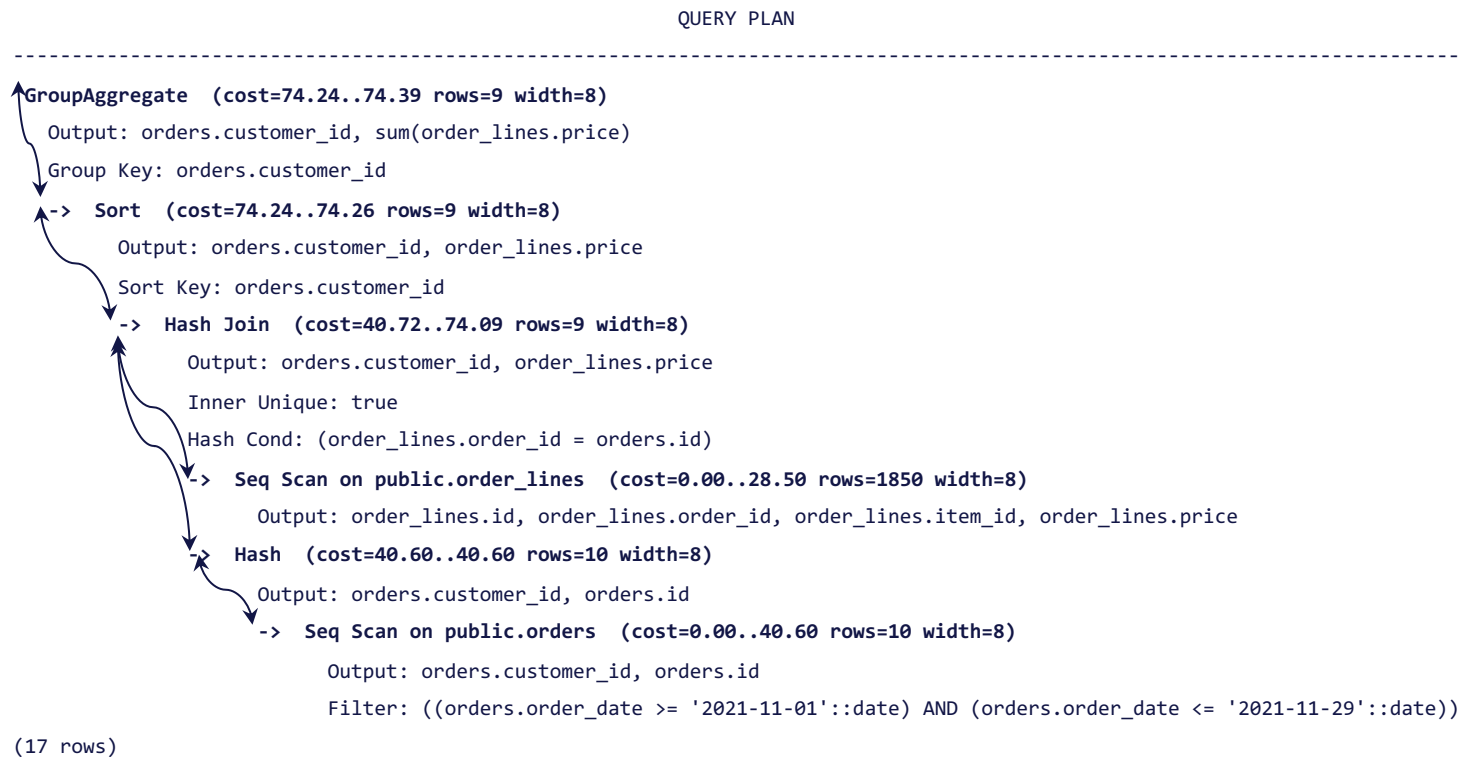 QUERY PLAN
----------------------------------------------------------------------------------------------------------------------------
GroupAggregate  (cost=74.24..74.39 rows=9 width=8)
Output: orders.customer_id, sum(order_lines.price)
Group Key: orders.customer_id
->  Sort  (cost=74.24..74.26 rows=9 width=8)
Output: orders.customer_id, order_lines.price
Sort Key: orders.customer_id
->  Hash Join  (cost=40.72..74.09 rows=9 width=8)
Output: orders.customer_id, order_lines.price
Inner Unique: true
Hash Cond: (order_lines.order_id = orders.id)
->  Seq Scan on public.order_lines  (cost=0.00..28.50 rows=1850 width=8)
Output: order_lines.id, order_lines.order_id, order_lines.item_id, order_lines.price
->  Hash  (cost=40.60..40.60 rows=10 width=8)
Output: orders.customer_id, orders.id
->  Seq Scan on public.orders  (cost=0.00..40.60 rows=10 width=8)
Output: orders.customer_id, orders.id
Filter: ((orders.order_date >= '2021-11-01'::date) AND (orders.order_date <= '2021-11-29'::date))
(17 rows)